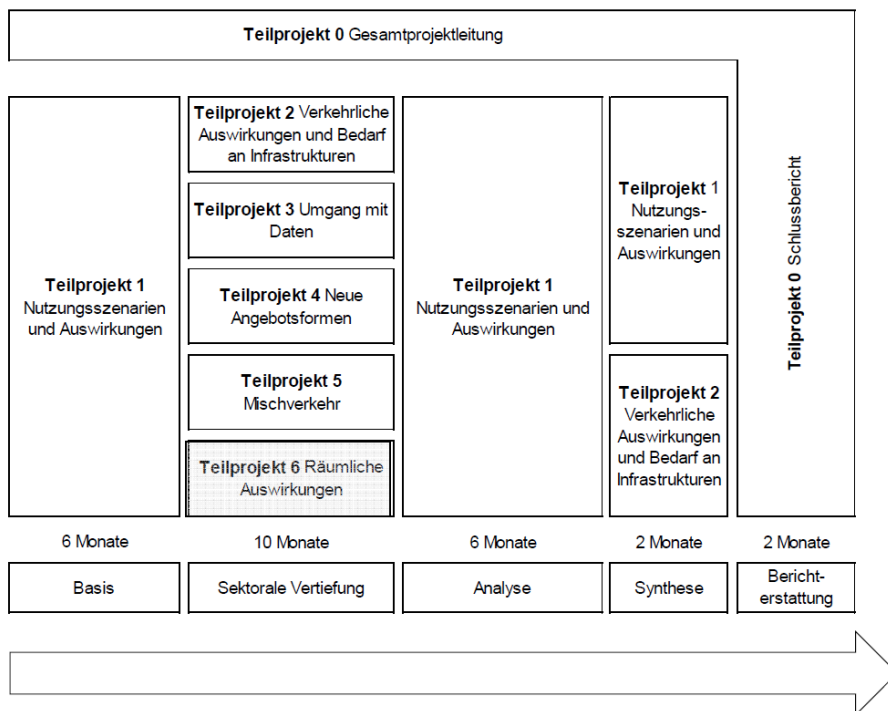 Teilprojekt 0 Gesamtprojektleitung
Teilprojekt 1
Nutzungsszenarien
und Auswirkungen
Teilprojekt 2 Verkehrliche
Auswirkungen und Bedarf
an Infrastrukturen
Teilprojekt 3 Umgang mit
Daten
Teilprojekt 4 Neue
Angebotsformen
Teilprojekt 5
Mischverkehr
Teilprojekt 6 Räumliche
Auswirkungen
Teilprojekt 1
Nutzungsszenarien und
Auswirkungen
Teilprojekt 1
Nutzungs-
szenarien und
Auswirkungen
Teilprojekt 2
Verkehrliche
Auswirkungen
und Bedarf an
Infrastrukturen
Teilprojekt 0 Schlussbericht
6 Monate
10 Monate
6 Monate
2 Monate
2 Monate
Basis
Sektorale Vertiefung
Analyse
Synthese
Bericht-
erstattung